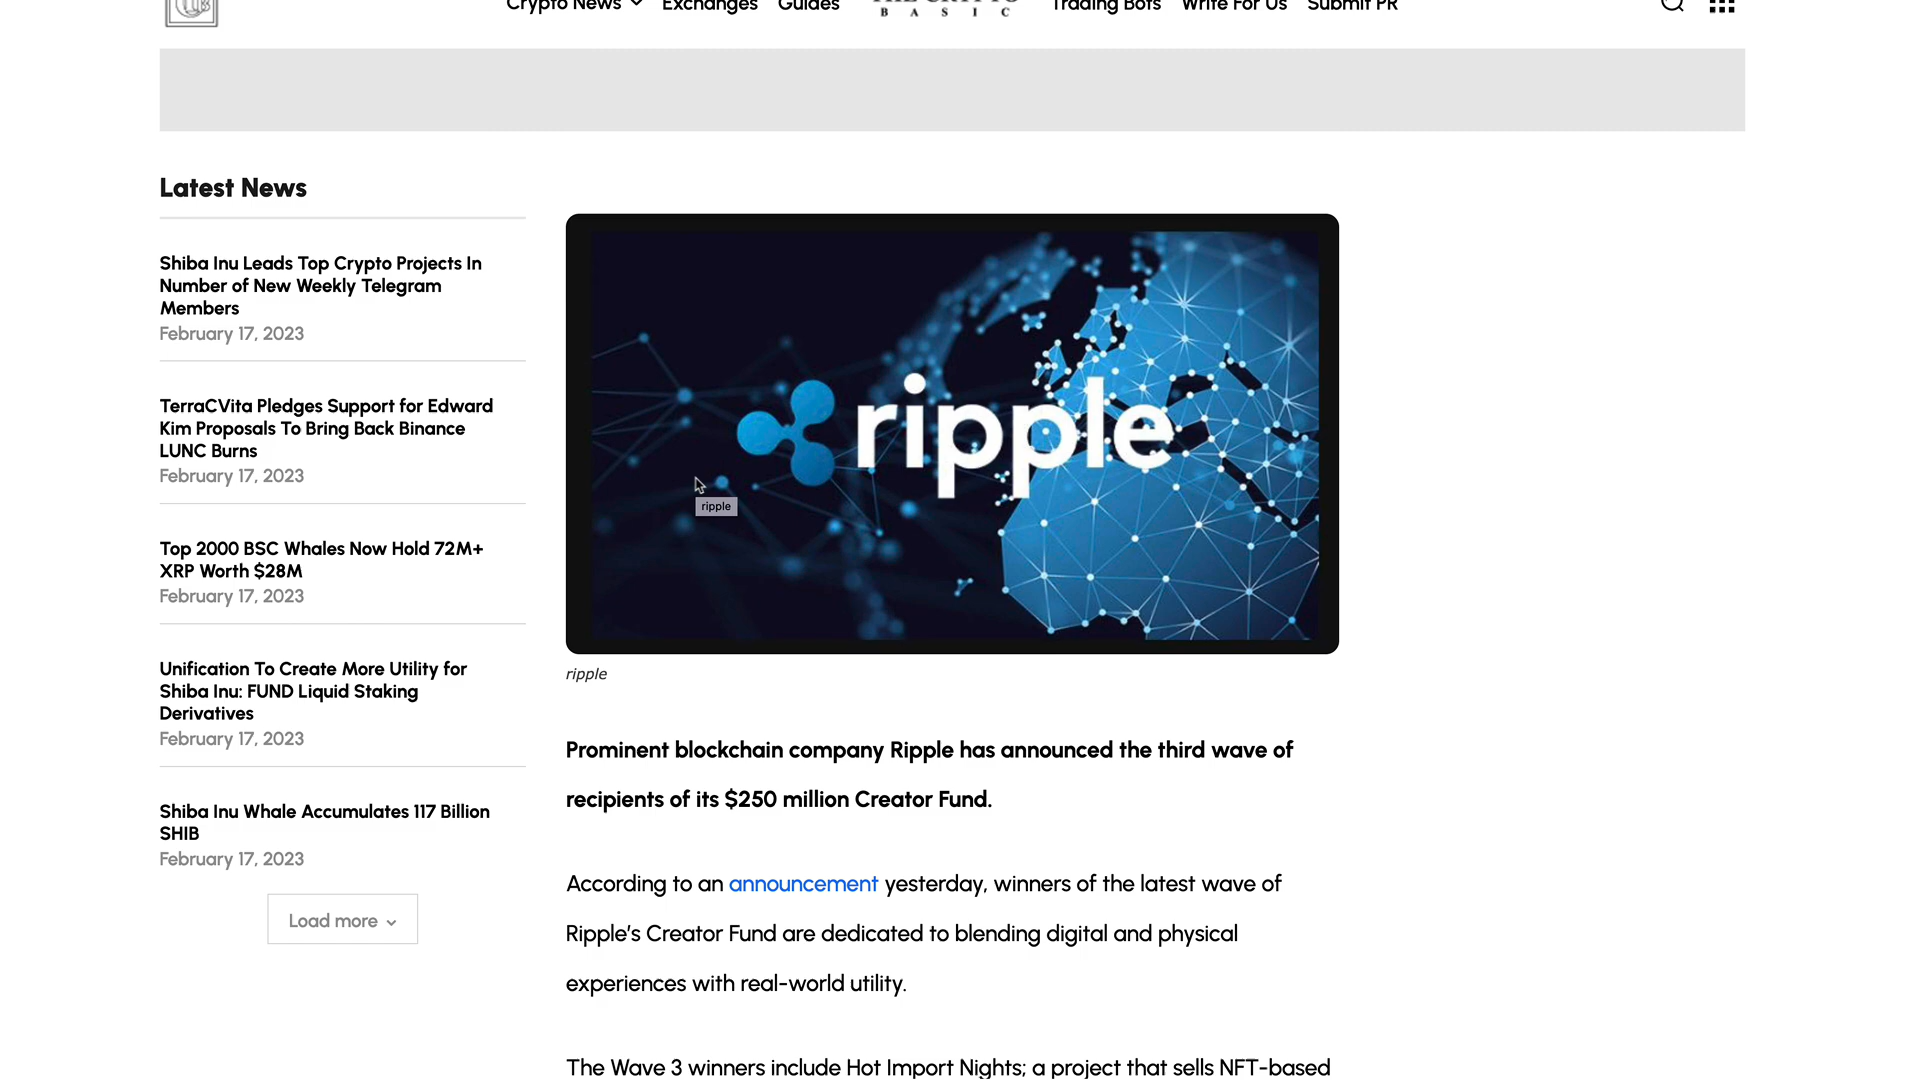 Crypto News
Exchanges
Guides
THE CRYPTO
BASIC
Trading Bots
Write For Us
Submit PR
Latest News
Shiba Inu Leads Top Crypto Projects In
Number of New Weekly Telegram
Members
February 17, 2023
TerraCVita Pledges Support for Edward
Kim Proposals To Bring Back Binance
LUNC Burns
February 17, 2023
Top 2000 BSC Whales Now Hold 72M+
XRP Worth $28M
February 17, 2023
Unification To Create More Utility for
Shiba Inu: FUND Liquid Staking
Derivatives
February 17, 2023
Shiba Inu Whale Accumulates 117 Billion
SHIB
February 17, 2023
Load more
ripple
ripple
ripple
Prominent blockchain company Ripple has announced the third wave of
recipients of its $250 million Creator Fund.
According to an announcement yesterday, winners of the latest wave of
Ripple’s Creator Fund are dedicated to blending digital and physical
experiences with real-world utility.
The Wave 3 winners include Hot Import Nights; a project that sells NFT-based